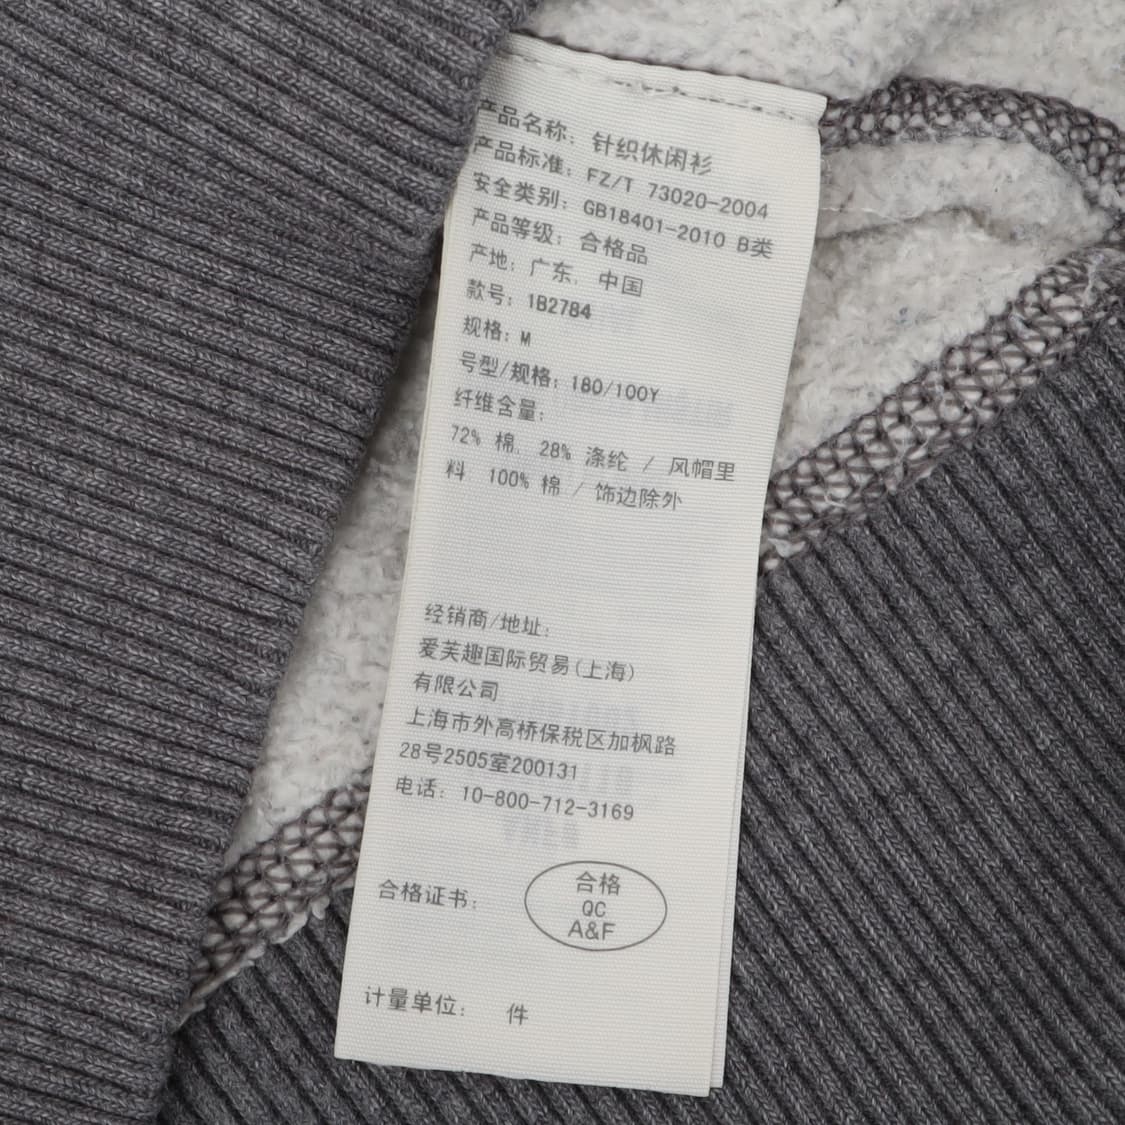 产品名称: 针织休闲衫
产品标准: FZ/T 73020-2004
安全类别: GB18401-2010 B类
产品等级: 合格品
产地: 广东, 中国
款号: 1B2784
规格: M
号型/规格: 180/100Y
纤维含量:
72% 棉, 28% 涤纶 / 风帽里
料 100% 棉 / 饰边除外
经销商/地址:
爱芙趣国际贸易(上海)
有限公司
上海市外高桥保税区加枫路
28号2505室200131
电话: 10-800-712-3169
合格证书:
合格
QC
A&F
计量单位: 件